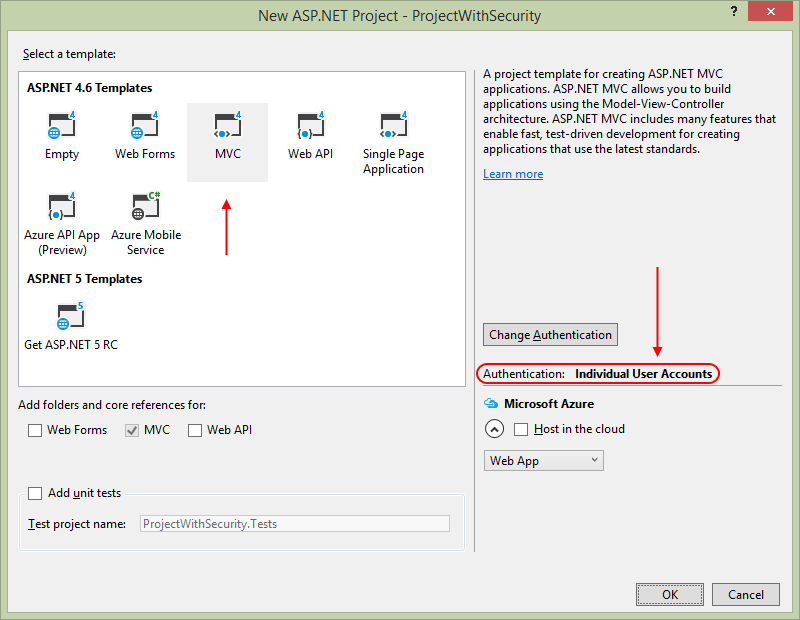 New ASP.NET Project - ProjectWithSecurity
?
Select a template:
ASP.NET 4.6 Templates
4
Empty
4
Web Forms
4
MVC
4
Web API
4
Single Page
Application
4
Azure API App
(Preview)
C#
Azure Mobile
Service
ASP.NET 5 Templates
5
Get ASP.NET 5 RC
A project template for creating ASP.NET MVC
applications. ASP.NET MVC allows you to build
applications using the Model-View-Controller
architecture. ASP.NET MVC includes many features that
enable fast, test-driven development for creating
applications that use the latest standards.
Learn more
Change Authentication
Authentication: Individual User Accounts
Microsoft Azure
Host in the cloud
Web App
Add folders and core references for:
Web Forms MVC Web API
Add unit tests
Test project name: ProjectWithSecurity.Tests
OK Cancel